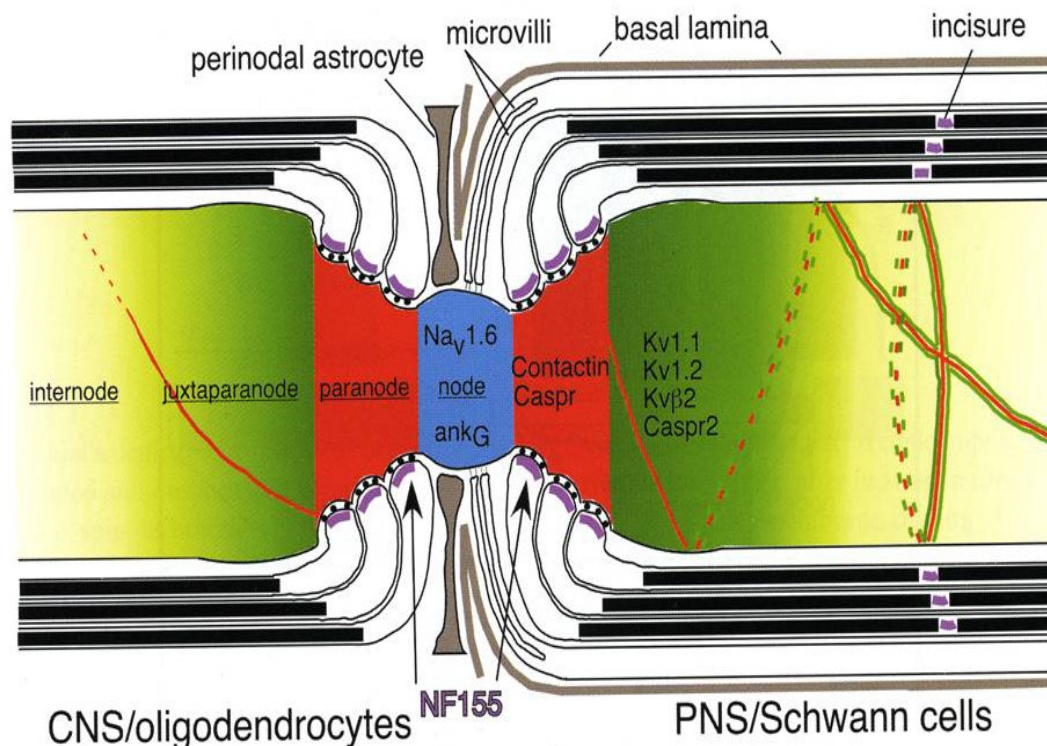 perinodal astrocyte
microvilli
basal lamina
incisure
internode
juxtaparanode
paranode
Nav1.6
node
ankG
Contactin
Caspr
Kv1.1
Kv1.2
Kvβ2
Caspr2
NF155
CNS/oligodendrocytes
PNS/Schwann cells